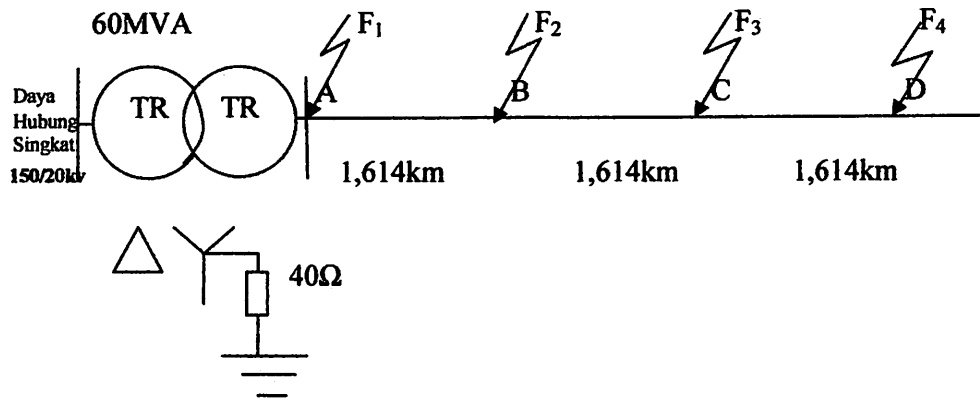 60MVA
F₁
F₂
F₃
F₄
A
B
C
D
Daya
Hubung
Singkat
150/20kv
TR
TR
1,614km
1,614km
1,614km
40Ω